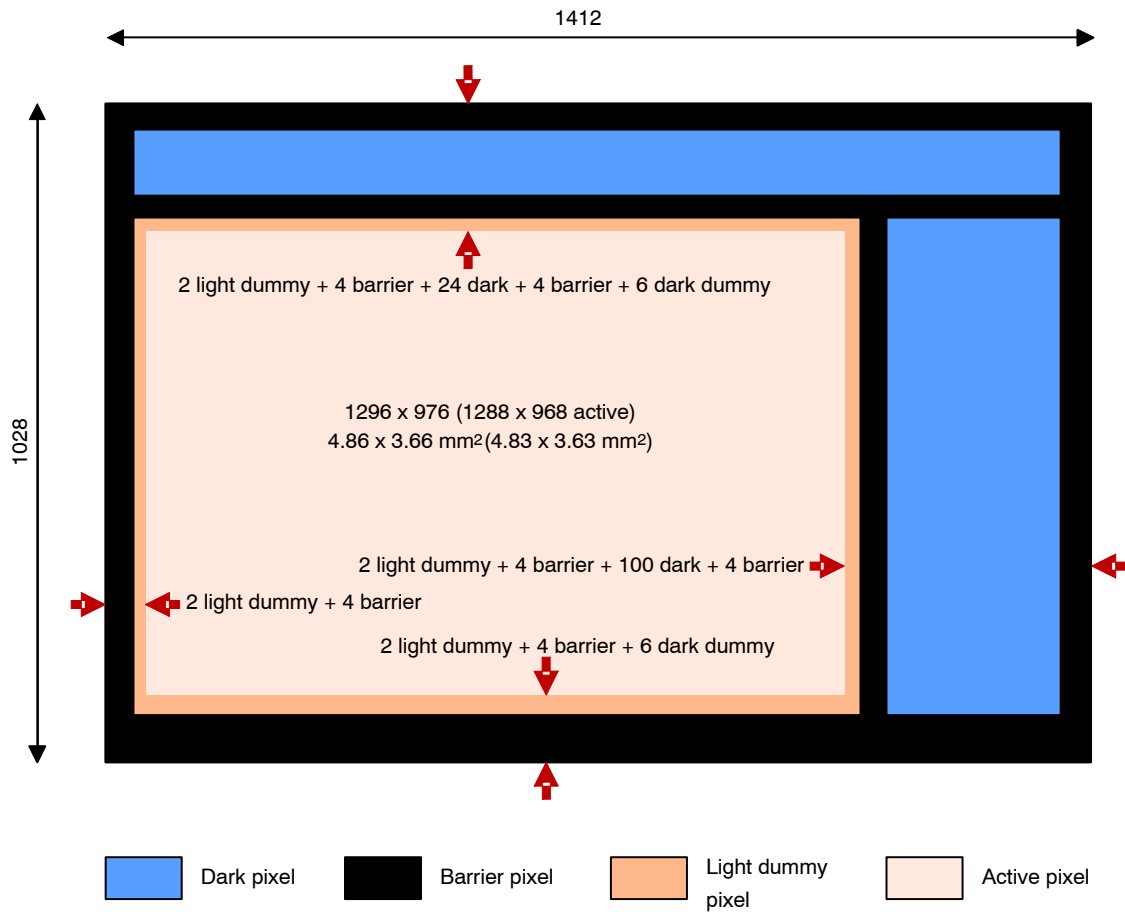 1412
1028
2 light dummy + 4 barrier + 24 dark + 4 barrier + 6 dark dummy
1296 x 976 (1288 x 968 active)
4.86 x 3.66 mm² (4.83 x 3.63 mm²)
2 light dummy + 4 barrier + 100 dark + 4 barrier
2 light dummy + 4 barrier
2 light dummy + 4 barrier + 6 dark dummy
Dark pixel
Barrier pixel
Light dummy
pixel
Active pixel